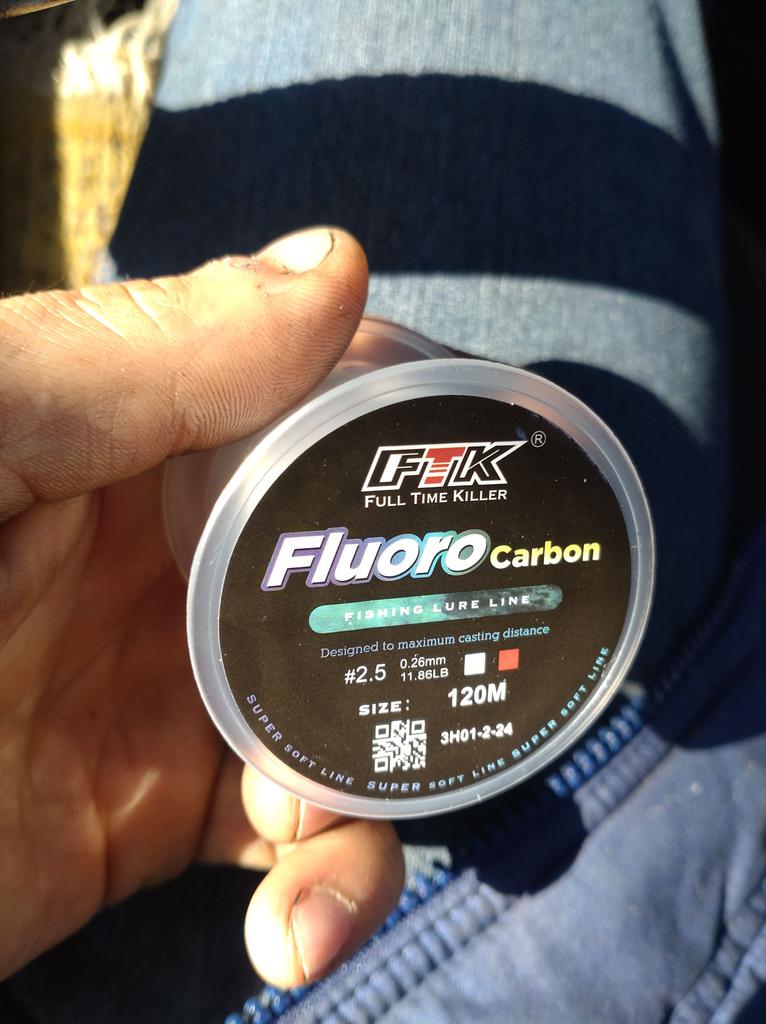 FTK®
FULL TIME KILLER
Fluoro Carbon
FISHING LURE LINE
Designed to maximum casting distance
#2.5 0.26mm
11.86LB
SIZE: 120M
3H01-2-24
SUPER SOFT LINE SUPER SOFT LINE SUPER SOFT LINE